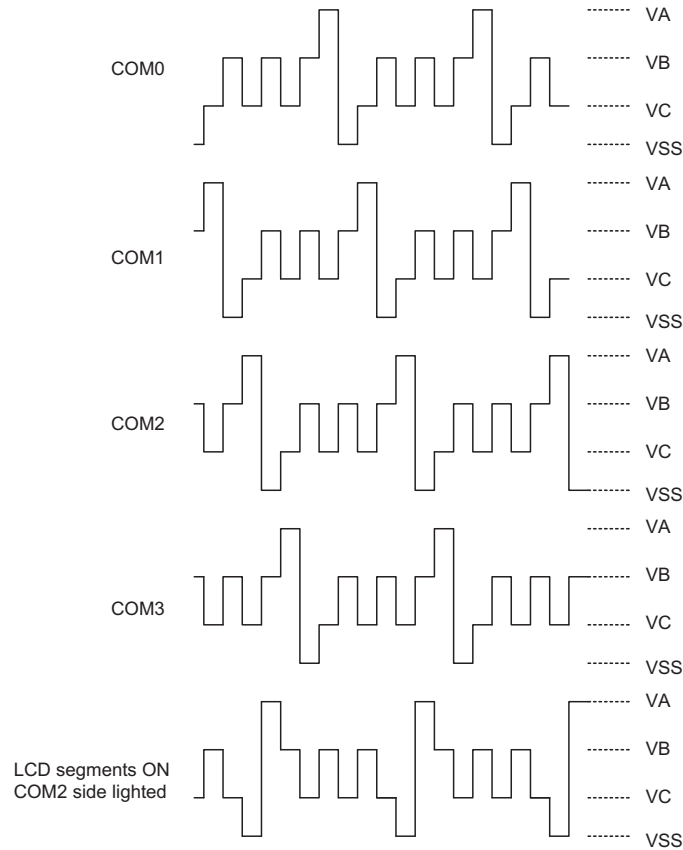 COM0
VA
VB
VC
VSS
COM1
VA
VB
VC
VSS
COM2
VA
VB
VC
VSS
COM3
VA
VB
VC
VSS
LCD segments ON
COM2 side lighted
VA
VB
VC
VSS